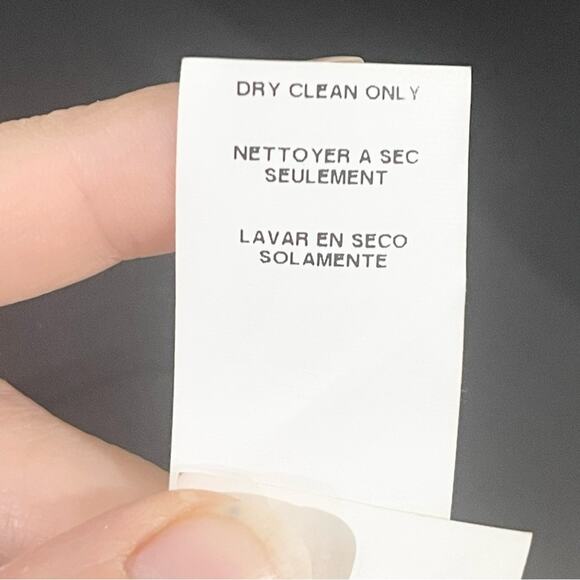 DRY CLEAN ONLY
NETTOYER A SEC
SEULEMENT
LAVAR EN SECO
SOLAMENTE